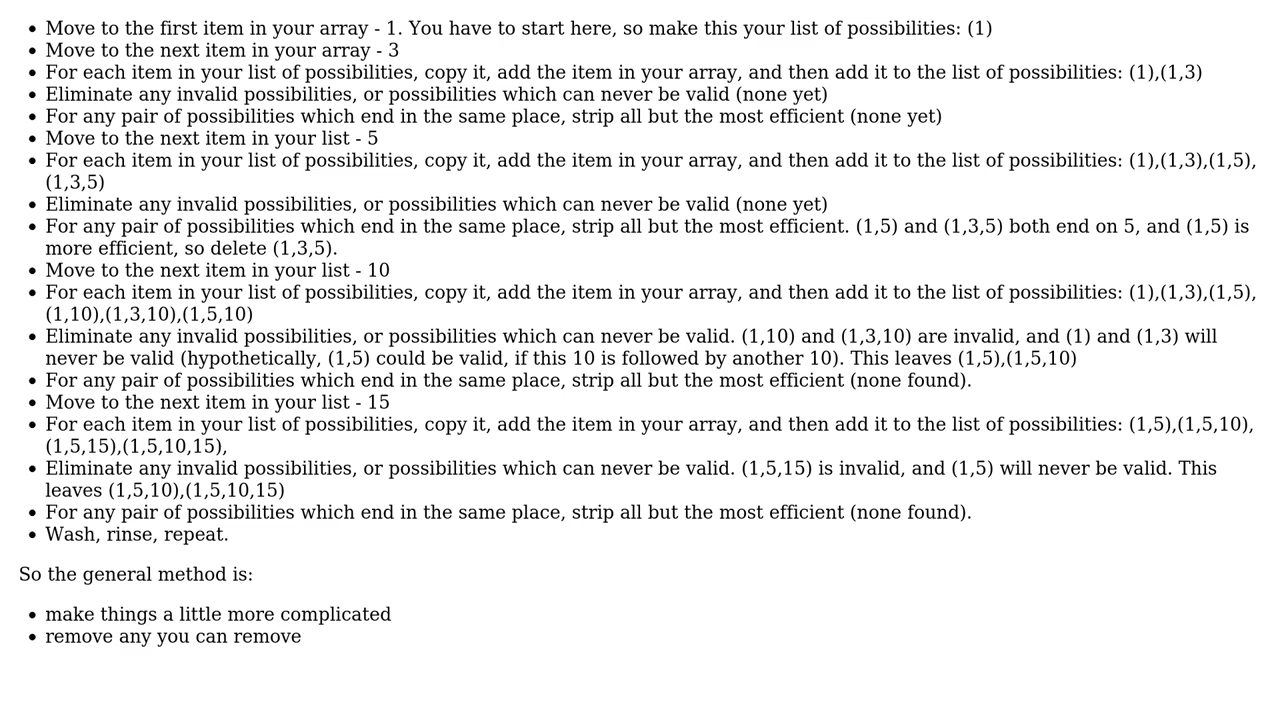 Move to the first item in your array - 1. You have to start here, so make this your list of possibilities: (1)
Move to the next item in your array - 3
For each item in your list of possibilities, copy it, add the item in your array, and then add it to the list of possibilities: (1),(1,3)
Eliminate any invalid possibilities, or possibilities which can never be valid (none yet)
For any pair of possibilities which end in the same place, strip all but the most efficient (none yet)
Move to the next item in your list - 5
For each item in your list of possibilities, copy it, add the item in your array, and then add it to the list of possibilities: (1),(1,3),(1,5),
(1,3,5)
Eliminate any invalid possibilities, or possibilities which can never be valid (none yet)
For any pair of possibilities which end in the same place, strip all but the most efficient. (1,5) and (1,3,5) both end on 5, and (1,5) is
more efficient, so delete (1,3,5).
Move to the next item in your list - 10
For each item in your list of possibilities, copy it, add the item in your array, and then add it to the list of possibilities: (1),(1,3),(1,5),
(1,10),(1,3,10),(1,5,10)
Eliminate any invalid possibilities, or possibilities which can never be valid. (1,10) and (1,3,10) are invalid, and (1) and (1,3) will
never be valid (hypothetically, (1,5) could be valid, if this 10 is followed by another 10). This leaves (1,5),(1,5,10)
For any pair of possibilities which end in the same place, strip all but the most efficient (none found).
Move to the next item in your list - 15
For each item in your list of possibilities, copy it, add the item in your array, and then add it to the list of possibilities: (1,5),(1,5,10),
(1,5,15),(1,5,10,15),
Eliminate any invalid possibilities, or possibilities which can never be valid. (1,5,15) is invalid, and (1,5) will never be valid. This
leaves (1,5,10),(1,5,10,15)
For any pair of possibilities which end in the same place, strip all but the most efficient (none found).
Wash, rinse, repeat.
So the general method is:
make things a little more complicated
remove any you can remove